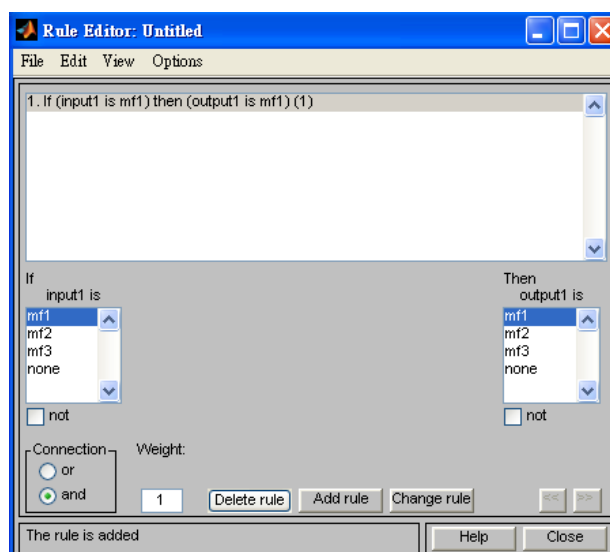 Rule Editor: Untitled
File Edit View Options
1. If (input1 is mf1) then (output1 is mf1) (1)
If
input1 is
mf1
mf2
mf3
none
not
Then
output1 is
mf1
mf2
mf3
none
not
Connection
or
and
Weight:
1
Delete rule Add rule Change rule << >>
The rule is added
Help Close